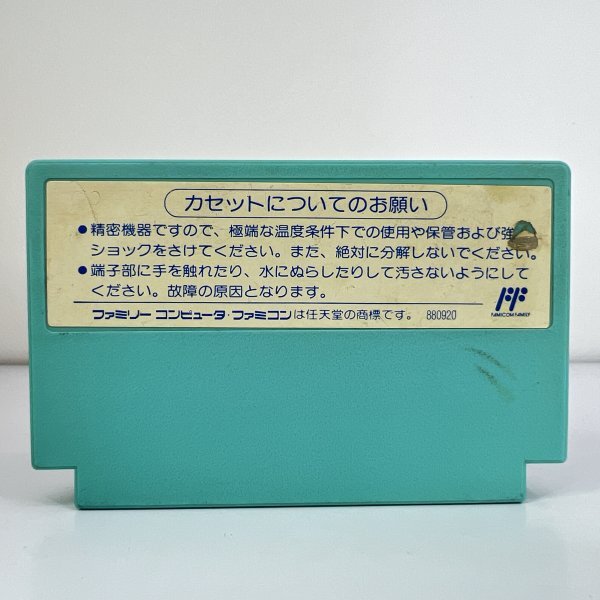 カセットについてのお願い
●精密機器ですので、極端な温度条件下での使用や保管および強
ショックをさけてください。また、絶対に分解しないでください。
●端子部に手を触れたり、水にぬらしたりして汚さないようにして
ください。故障の原因となります。
ファミリー コンピュータ・ファミコンは任天堂の商標です。 880920
FAMICOM FAMILY